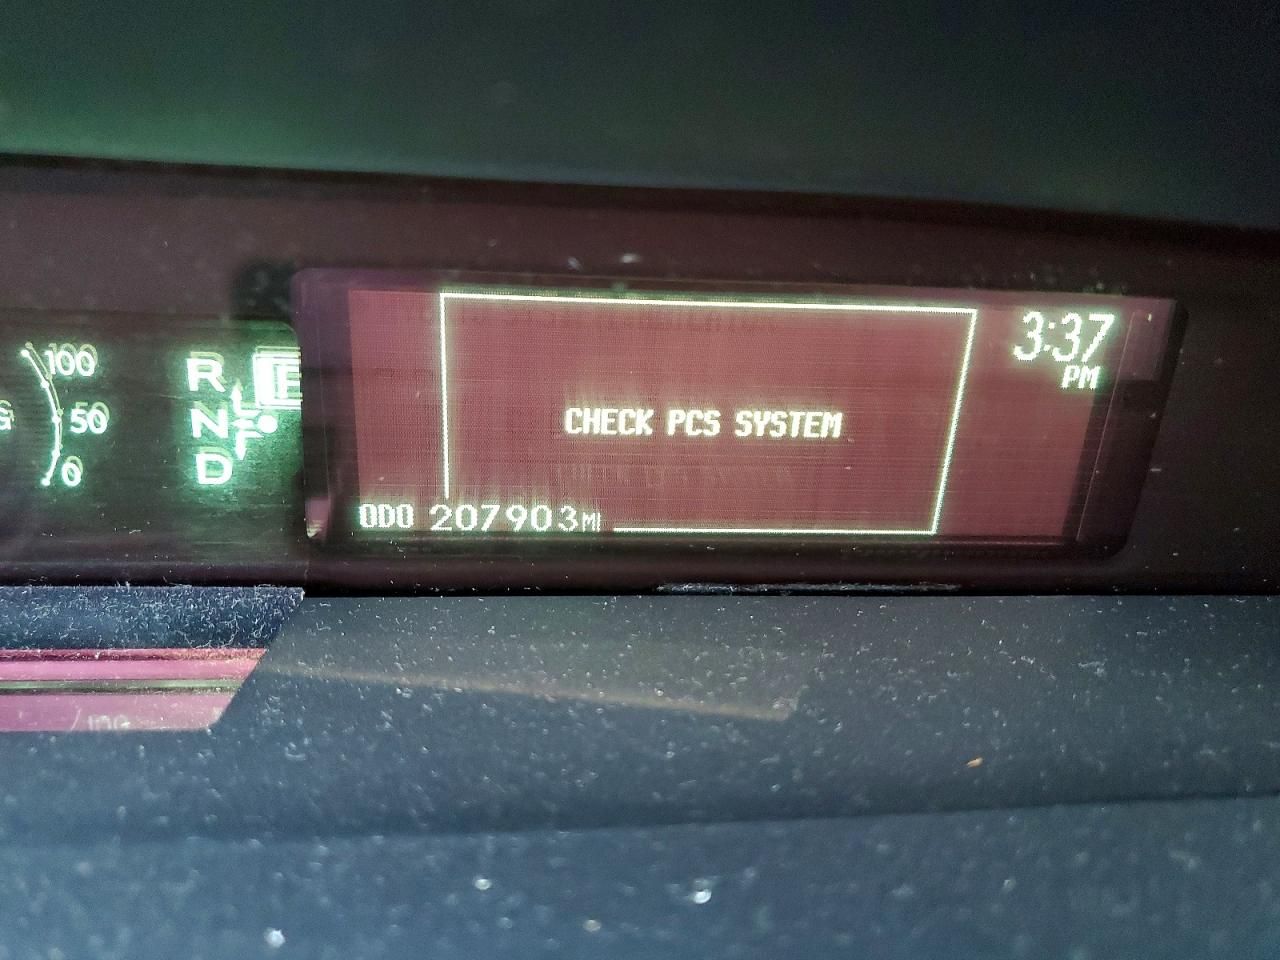 100
50
0
R
N
D
CHECK PCS SYSTEM
3:37
PM
ODO 207903MI